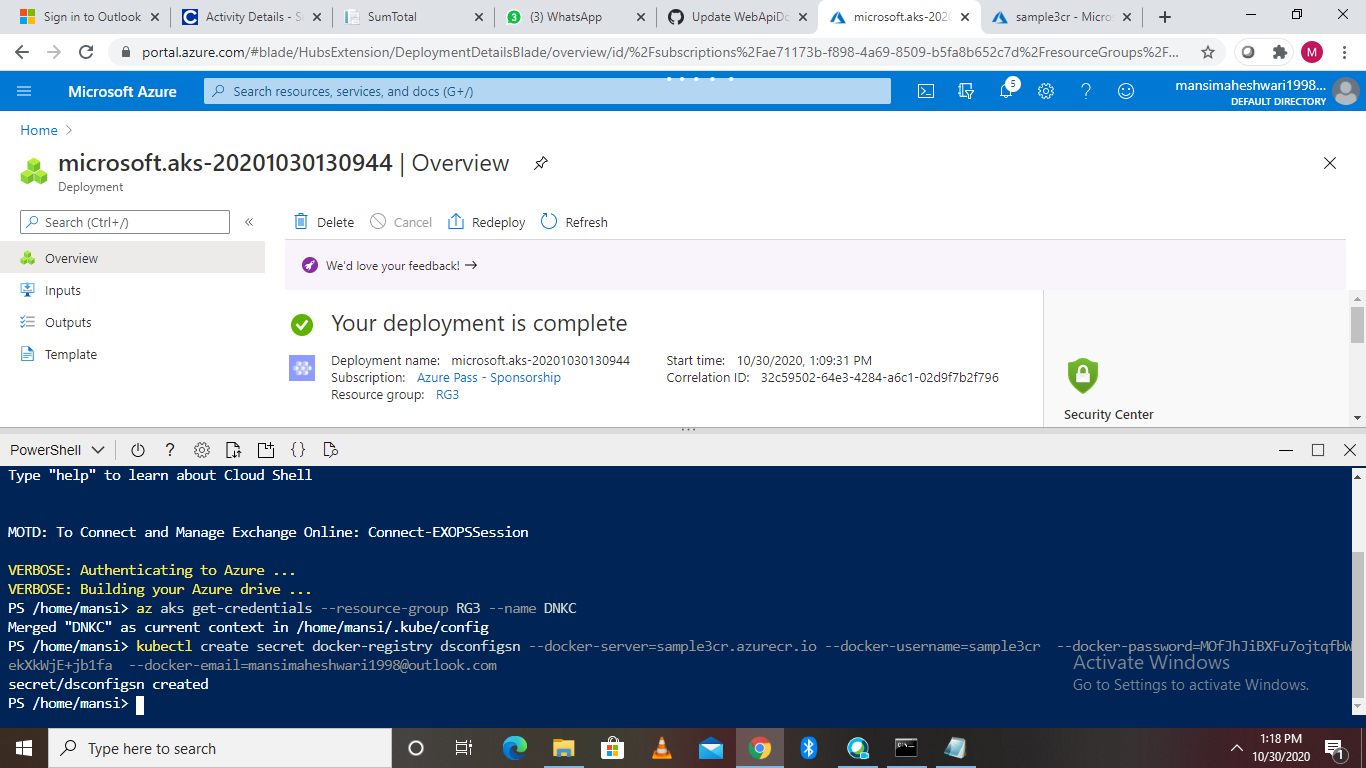 Sign in to Outlook
Activity Details - S
SumTotal
(3) WhatsApp
Update WebApiDo
microsoft.aks-2020
sample3cr - Micros
portal.azure.com/#blade/HubsExtension/DeploymentDetailsBlade/overview/id/%2Fsubscriptions%2Fae71173b-f898-4a69-8509-b5fa8b652c7d%2FresourceGroups%2F...
M
Microsoft Azure
Search resources, services, and docs (G+/)
5
mansimaheshwari1998...
DEFAULT DIRECTORY
Home
microsoft.aks-20201030130944 | Overview
Deployment
Search (Ctrl+/)
«
Delete
Cancel
Redeploy
Refresh
Overview
Inputs
Outputs
Template
We'd love your feedback! →
Your deployment is complete
Deployment name: microsoft.aks-20201030130944
Subscription: Azure Pass - Sponsorship
Resource group: RG3
Start time: 10/30/2020, 1:09:31 PM
Correlation ID: 32c59502-64e3-4284-a6c1-02d9f7b2f796
Security Center
PowerShell
Type "help" to learn about Cloud Shell
MOTD: To Connect and Manage Exchange Online: Connect-EXOPSSession
VERBOSE: Authenticating to Azure ...
VERBOSE: Building your Azure drive ...
PS /home/mansi> az aks get-credentials --resource-group RG3 --name DNKC
Merged "DNKC" as current context in /home/mansi/.kube/config
PS /home/mansi> kubectl create secret docker-registry dsconfigsn --docker-server=sample3cr.azurecr.io --docker-username=sample3cr --docker-password=MOfJhJiBXFu7ojtqfbW
ekXkWjE+jb1fa --docker-email=mansimaheshwari1998@outlook.com
secret/dsconfigsn created
PS /home/mansi>
Activate Windows
Go to Settings to activate Windows.
Type here to search
1:18 PM
10/30/2020
1